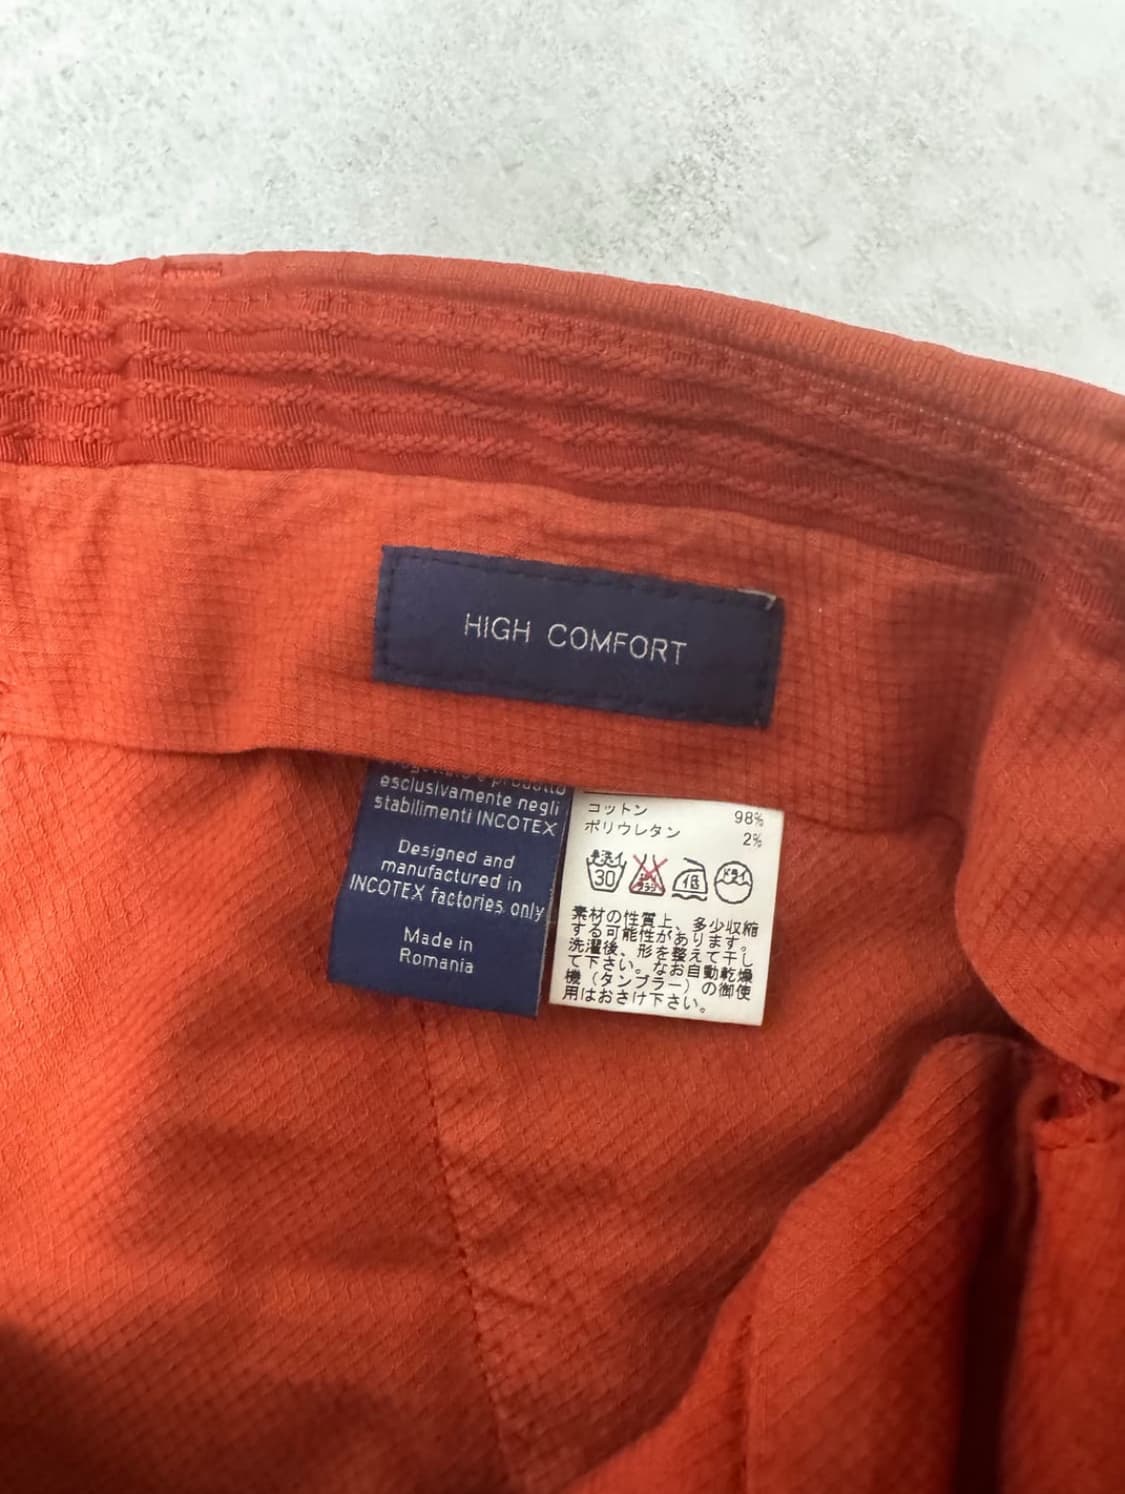 HIGH COMFORT
esclusivamente negli
stabilimenti INCOTEX
Designed and
manufactured in
INCOTEX factories only
Made in
Romania
コットン 98%
ポリウレタン 2%
30
低
ドライ
素材の性質上、多少収縮
する可能性があります。
洗濯後、形を整えて干し
て下さい。なお自動乾燥
機（タンブラー）の御使
用はおさけ下さい。